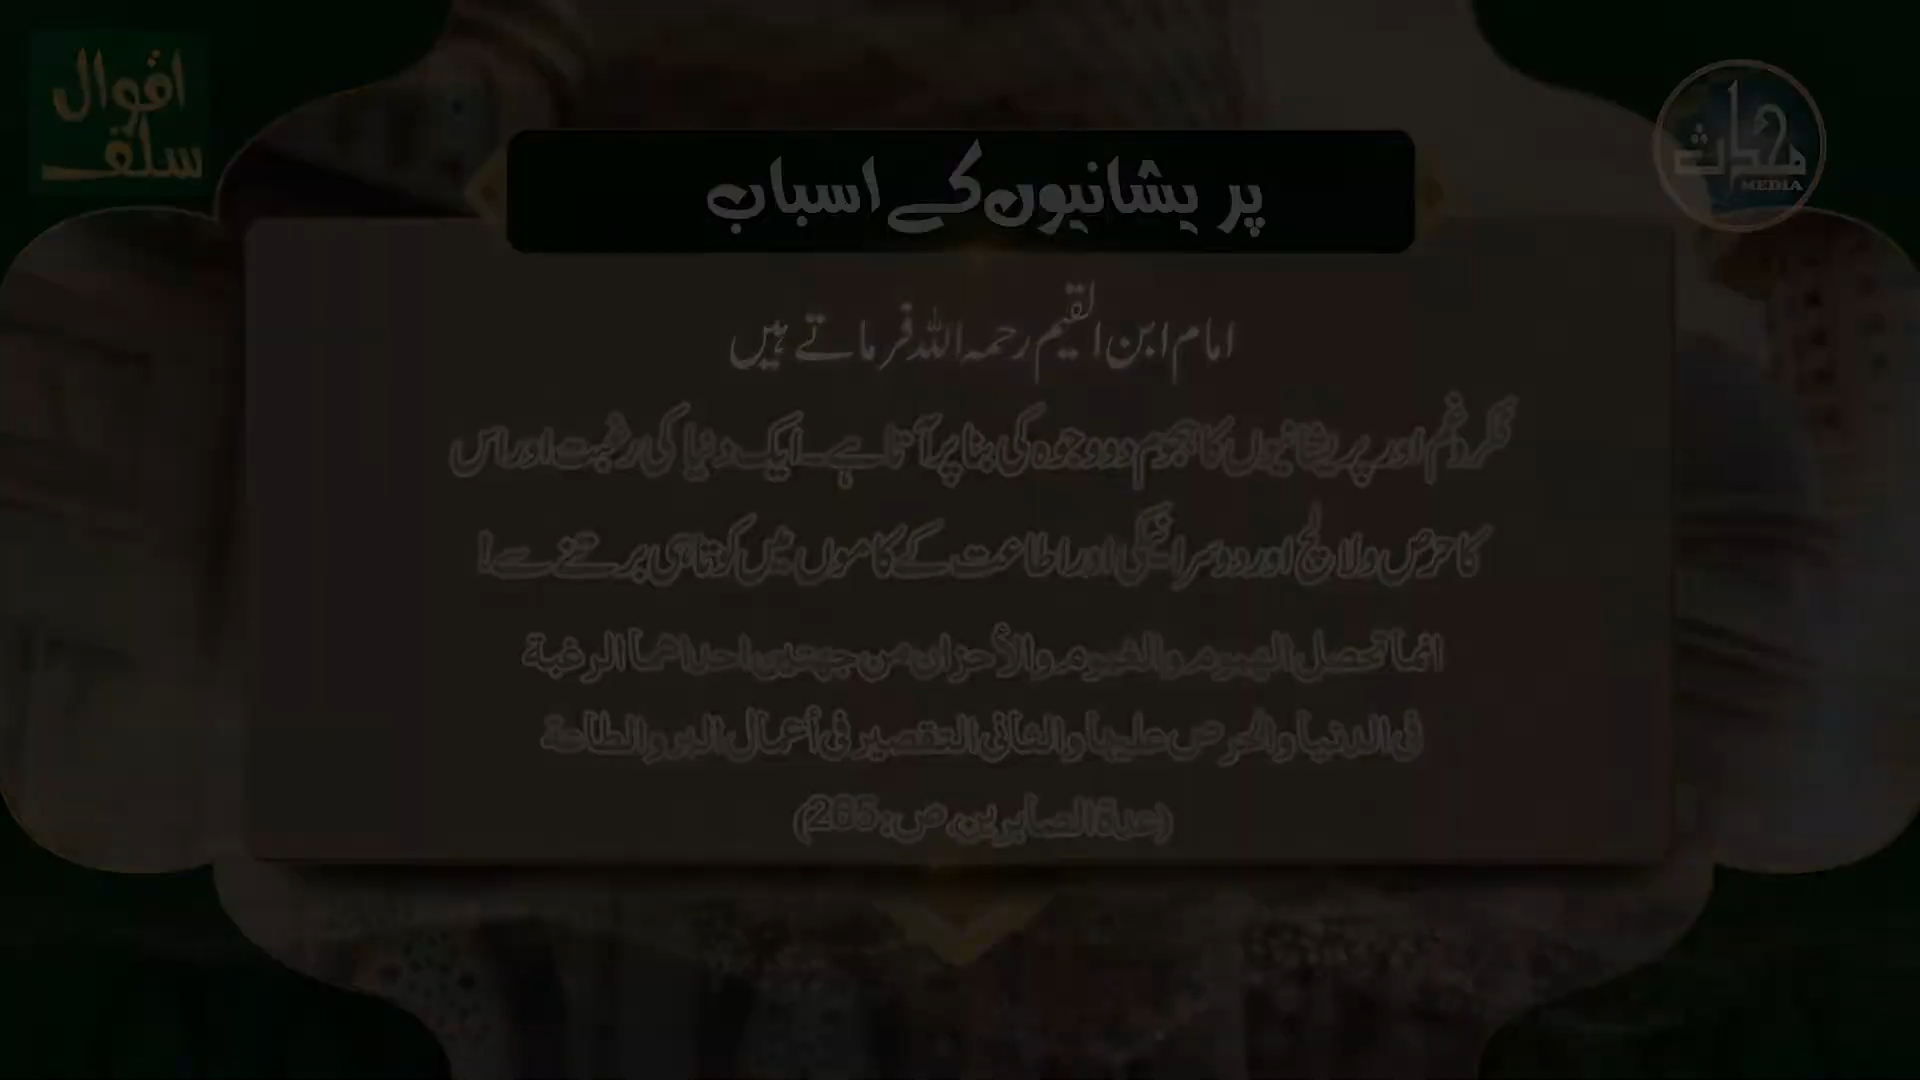 اقوال
سلف
محدث
MEDIA
پریشانیوں کے اسباب
امام ابن القیم رحمہ اللہ فرماتے ہیں
فکر و غم اور پریشانیوں کا ہجوم دو وجوہ کی بنا پر آتا ہے۔ ایک دنیا کی رغبت اور اس
کا حرص ولالچ اور دوسرا نیکی اور اطاعت کے کاموں میں کوتاہی برتنے سے!
انما تحصل الهموم والغموم والأحزان من جهتين احداهما الرغبة
في الدنيا والحرص عليها والثاني التقصير في أعمال البر والطاعة
(عدة الصابرين، ص: 265)